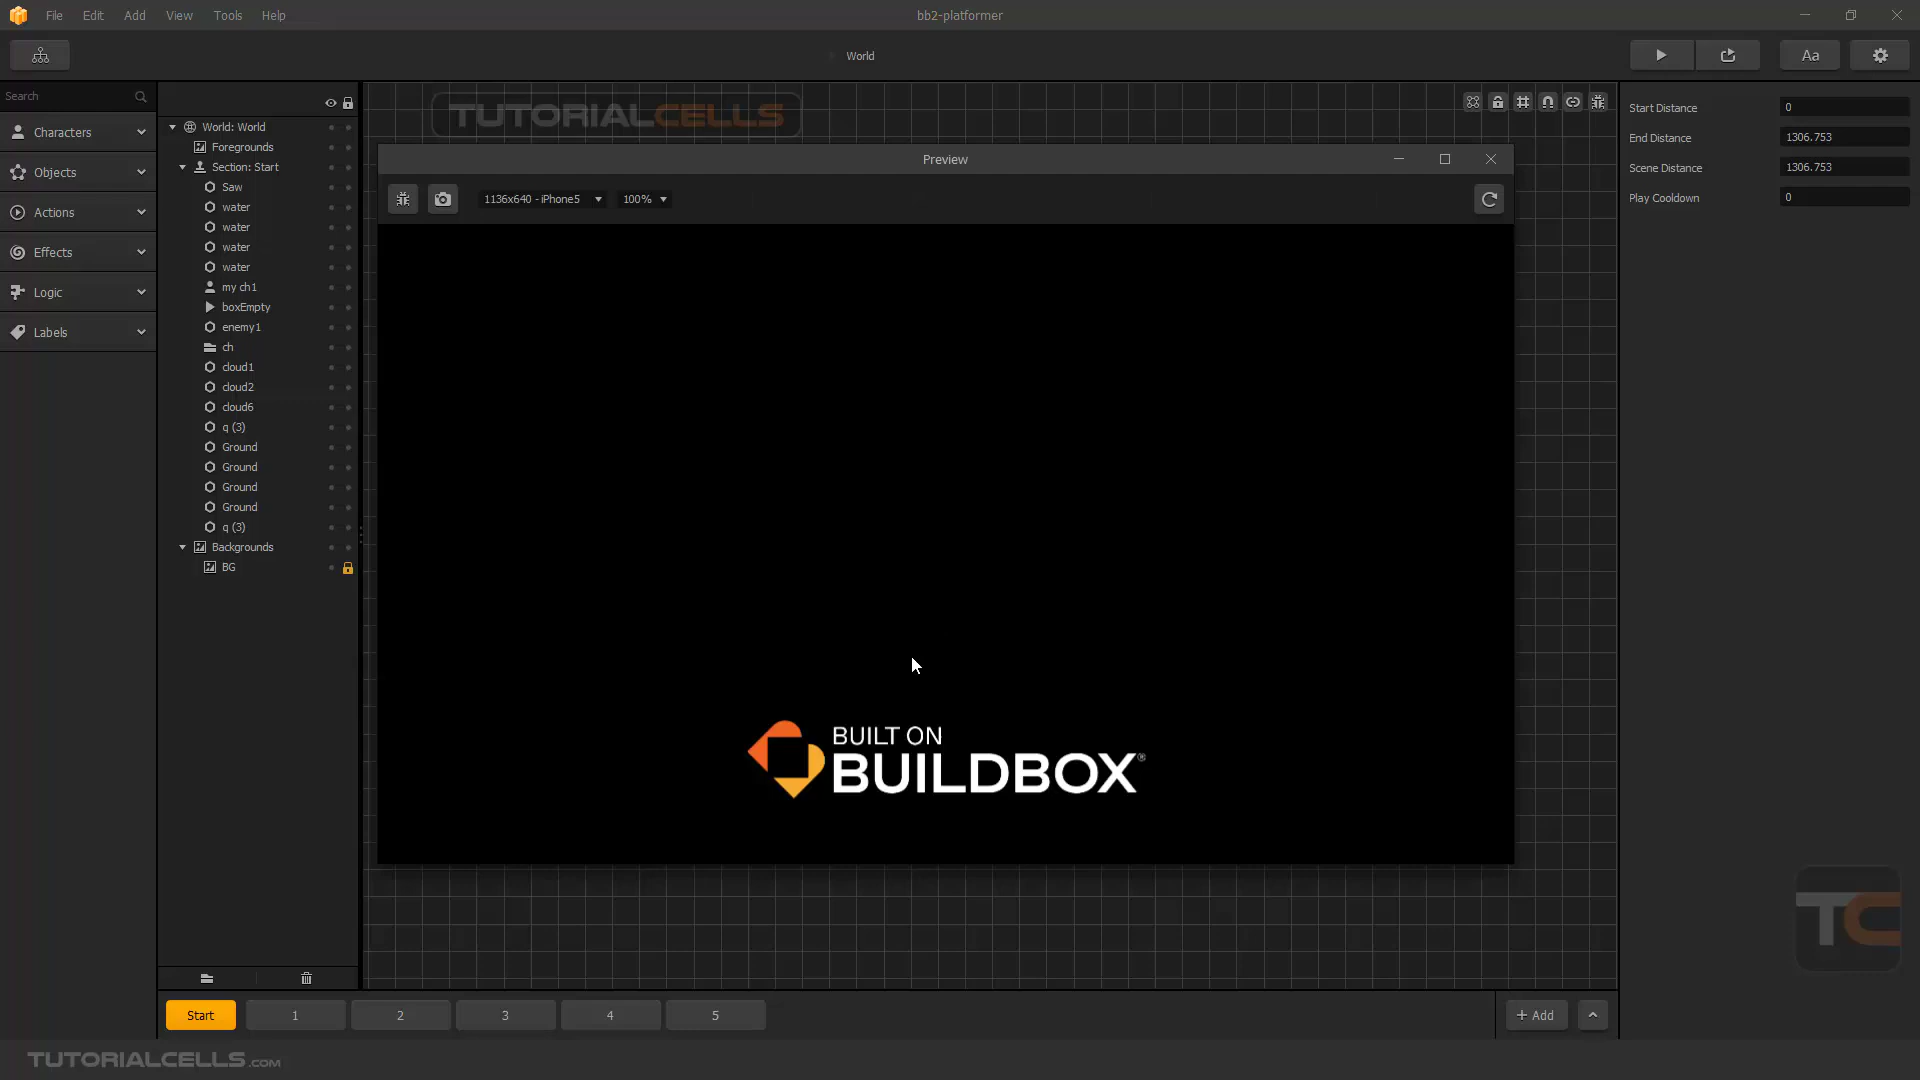 File Edit Add View Tools Help
bb2-platformer
World
Aa
Search
Characters
Objects
Actions
Effects
Logic
Labels
World: World
Foregrounds
Section: Start
Saw
water
water
water
water
my ch1
boxEmpty
enemy1
ch
cloud1
cloud2
cloud6
q (3)
Ground
Ground
Ground
Ground
q (3)
Backgrounds
BG
TUTORIALCELLS
Preview
1136x640 - iPhone5 100%
BUILT ON
BUILDBOX®
Start Distance 0
End Distance 1306.753
Scene Distance 1306.753
Play Cooldown 0
TC
Start 1 2 3 4 5
+ Add
TUTORIALCELLS.COM